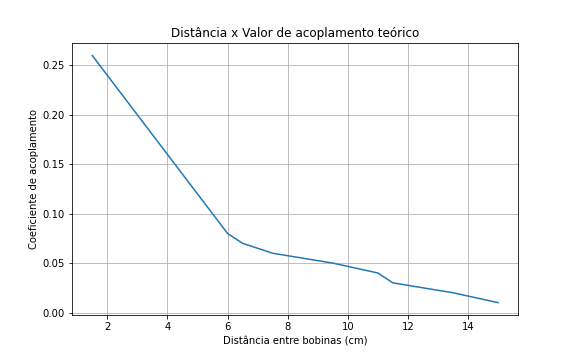 Distância x Valor de acoplamento teórico
0.25
0.20
0.15
0.10
0.05
0.00
Coeficiente de acoplamento
2 4 6 8 10 12 14
Distância entre bobinas (cm)